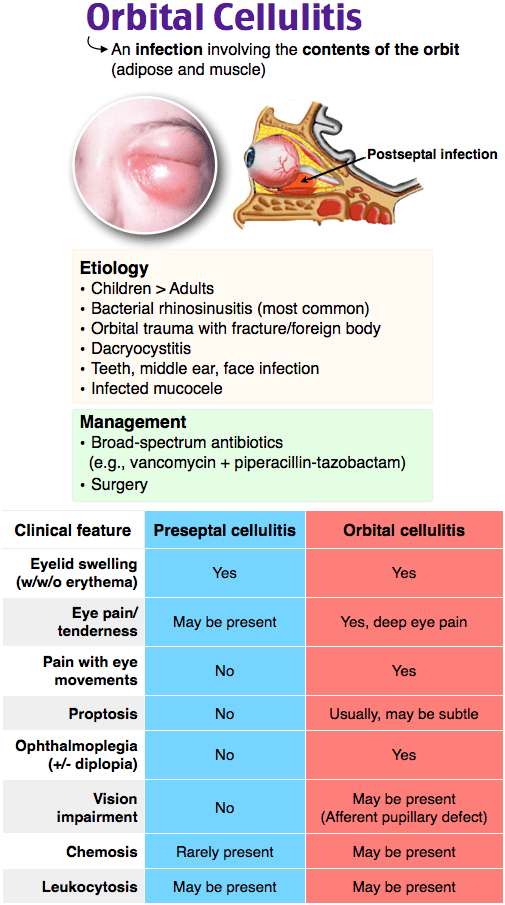 Orbital Cellulitis
An infection involving the contents of the orbit
(adipose and muscle)
Postseptal infection
Etiology
• Children > Adults
• Bacterial rhinosinusitis (most common)
• Orbital trauma with fracture/foreign body
• Dacryocystitis
• Teeth, middle ear, face infection
• Infected mucocele
Management
• Broad-spectrum antibiotics
(e.g., vancomycin + piperacillin-tazobactam)
• Surgery
Clinical feature Preseptal cellulitis Orbital cellulitis
Eyelid swelling
(w/w/o erythema) Yes Yes
Eye pain/
tenderness May be present Yes, deep eye pain
Pain with eye
movements No Yes
Proptosis No Usually, may be subtle
Ophthalmoplegia
(+/- diplopia) No Yes
Vision
impairment No May be present
(Afferent pupillary defect)
Chemosis Rarely present May be present
Leukocytosis May be present May be present